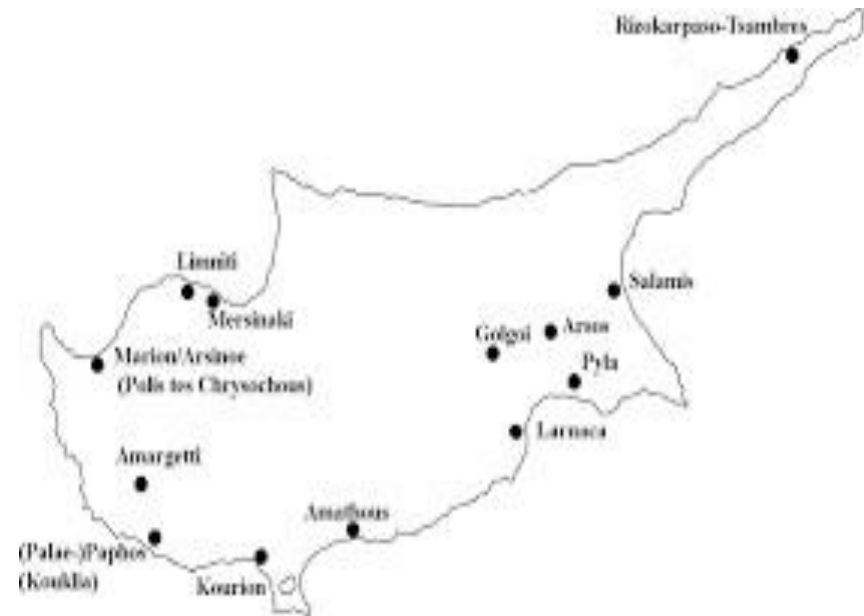 Rizokarpaso-Tsambres
Limniti
Mersinaki
Salamis
Golgoi
Arsos
Marion/Arsinoe
(Polis tes Chrysochous)
Pyla
Larnaca
Amargetti
Amathous
(Palae-)Paphos
(Kouklia)
Kourion